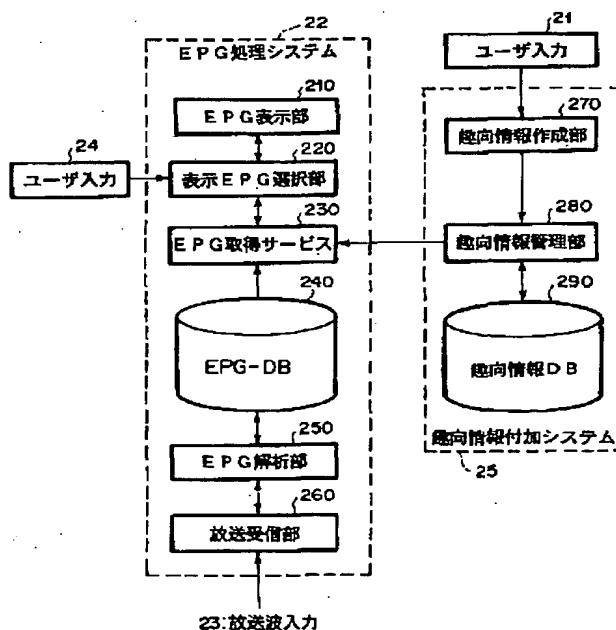 22
EPG処理システム
210
EPG表示部
24
ユーザ入力
220
表示EPG選択部
230
EPG取得サービス
240
EPG-DB
250
EPG解析部
260
放送受信部
23:放送波入力
21
ユーザ入力
270
趣向情報作成部
280
趣向情報管理部
290
趣向情報DB
趣向情報付加システム
25